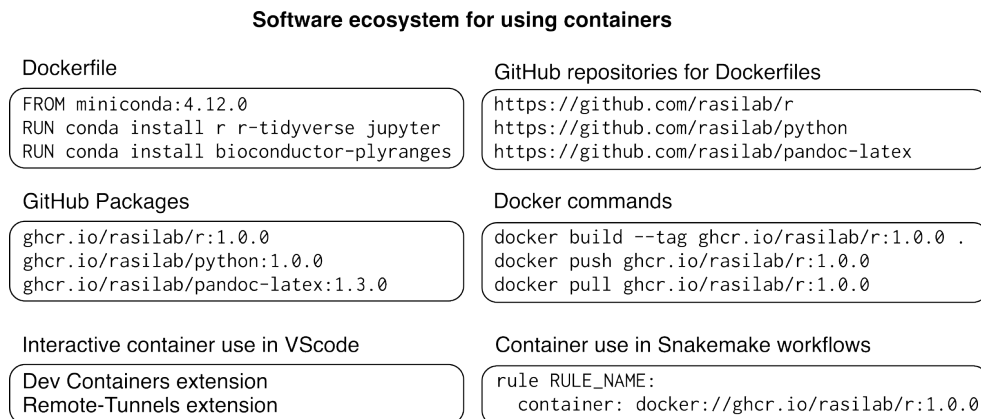 Software ecosystem for using containers
Dockerfile
FROM miniconda:4.12.0
RUN conda install r r-tidyverse jupyter
RUN conda install bioconductor-plyranges
GitHub repositories for Dockerfiles
https://github.com/rasilab/r
https://github.com/rasilab/python
https://github.com/rasilab/pandoc-latex
GitHub Packages
ghcr.io/rasilab/r:1.0.0
ghcr.io/rasilab/python:1.0.0
ghcr.io/rasilab/pandoc-latex:1.3.0
Docker commands
docker build --tag ghcr.io/rasilab/r:1.0.0 .
docker push ghcr.io/rasilab/r:1.0.0
docker pull ghcr.io/rasilab/r:1.0.0
Interactive container use in VScode
Dev Containers extension
Remote-Tunnels extension
Container use in Snakemake workflows
rule RULE_NAME:
  container: docker://ghcr.io/rasilab/r:1.0.0